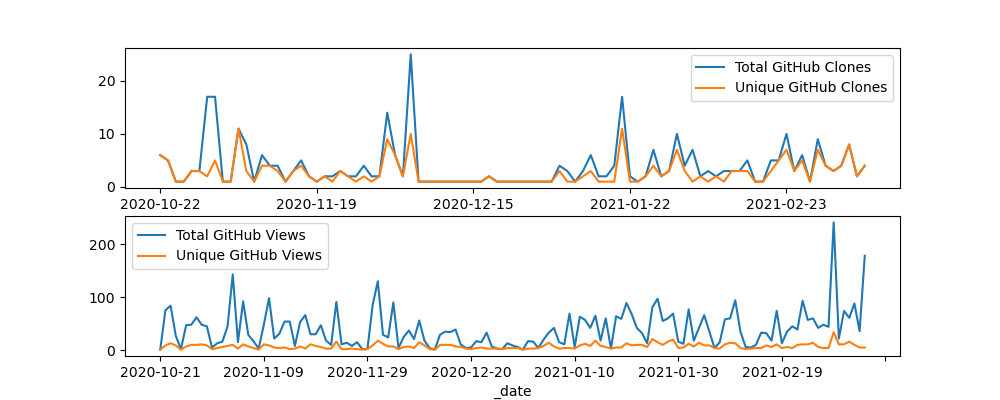 Total GitHub Clones
Unique GitHub Clones
20
10
0
2020-10-22 2020-11-19 2020-12-15 2021-01-22 2021-02-23
Total GitHub Views
Unique GitHub Views
200
100
0
2020-10-21 2020-11-09 2020-11-29 2020-12-20 2021-01-10 2021-01-30 2021-02-19
_date